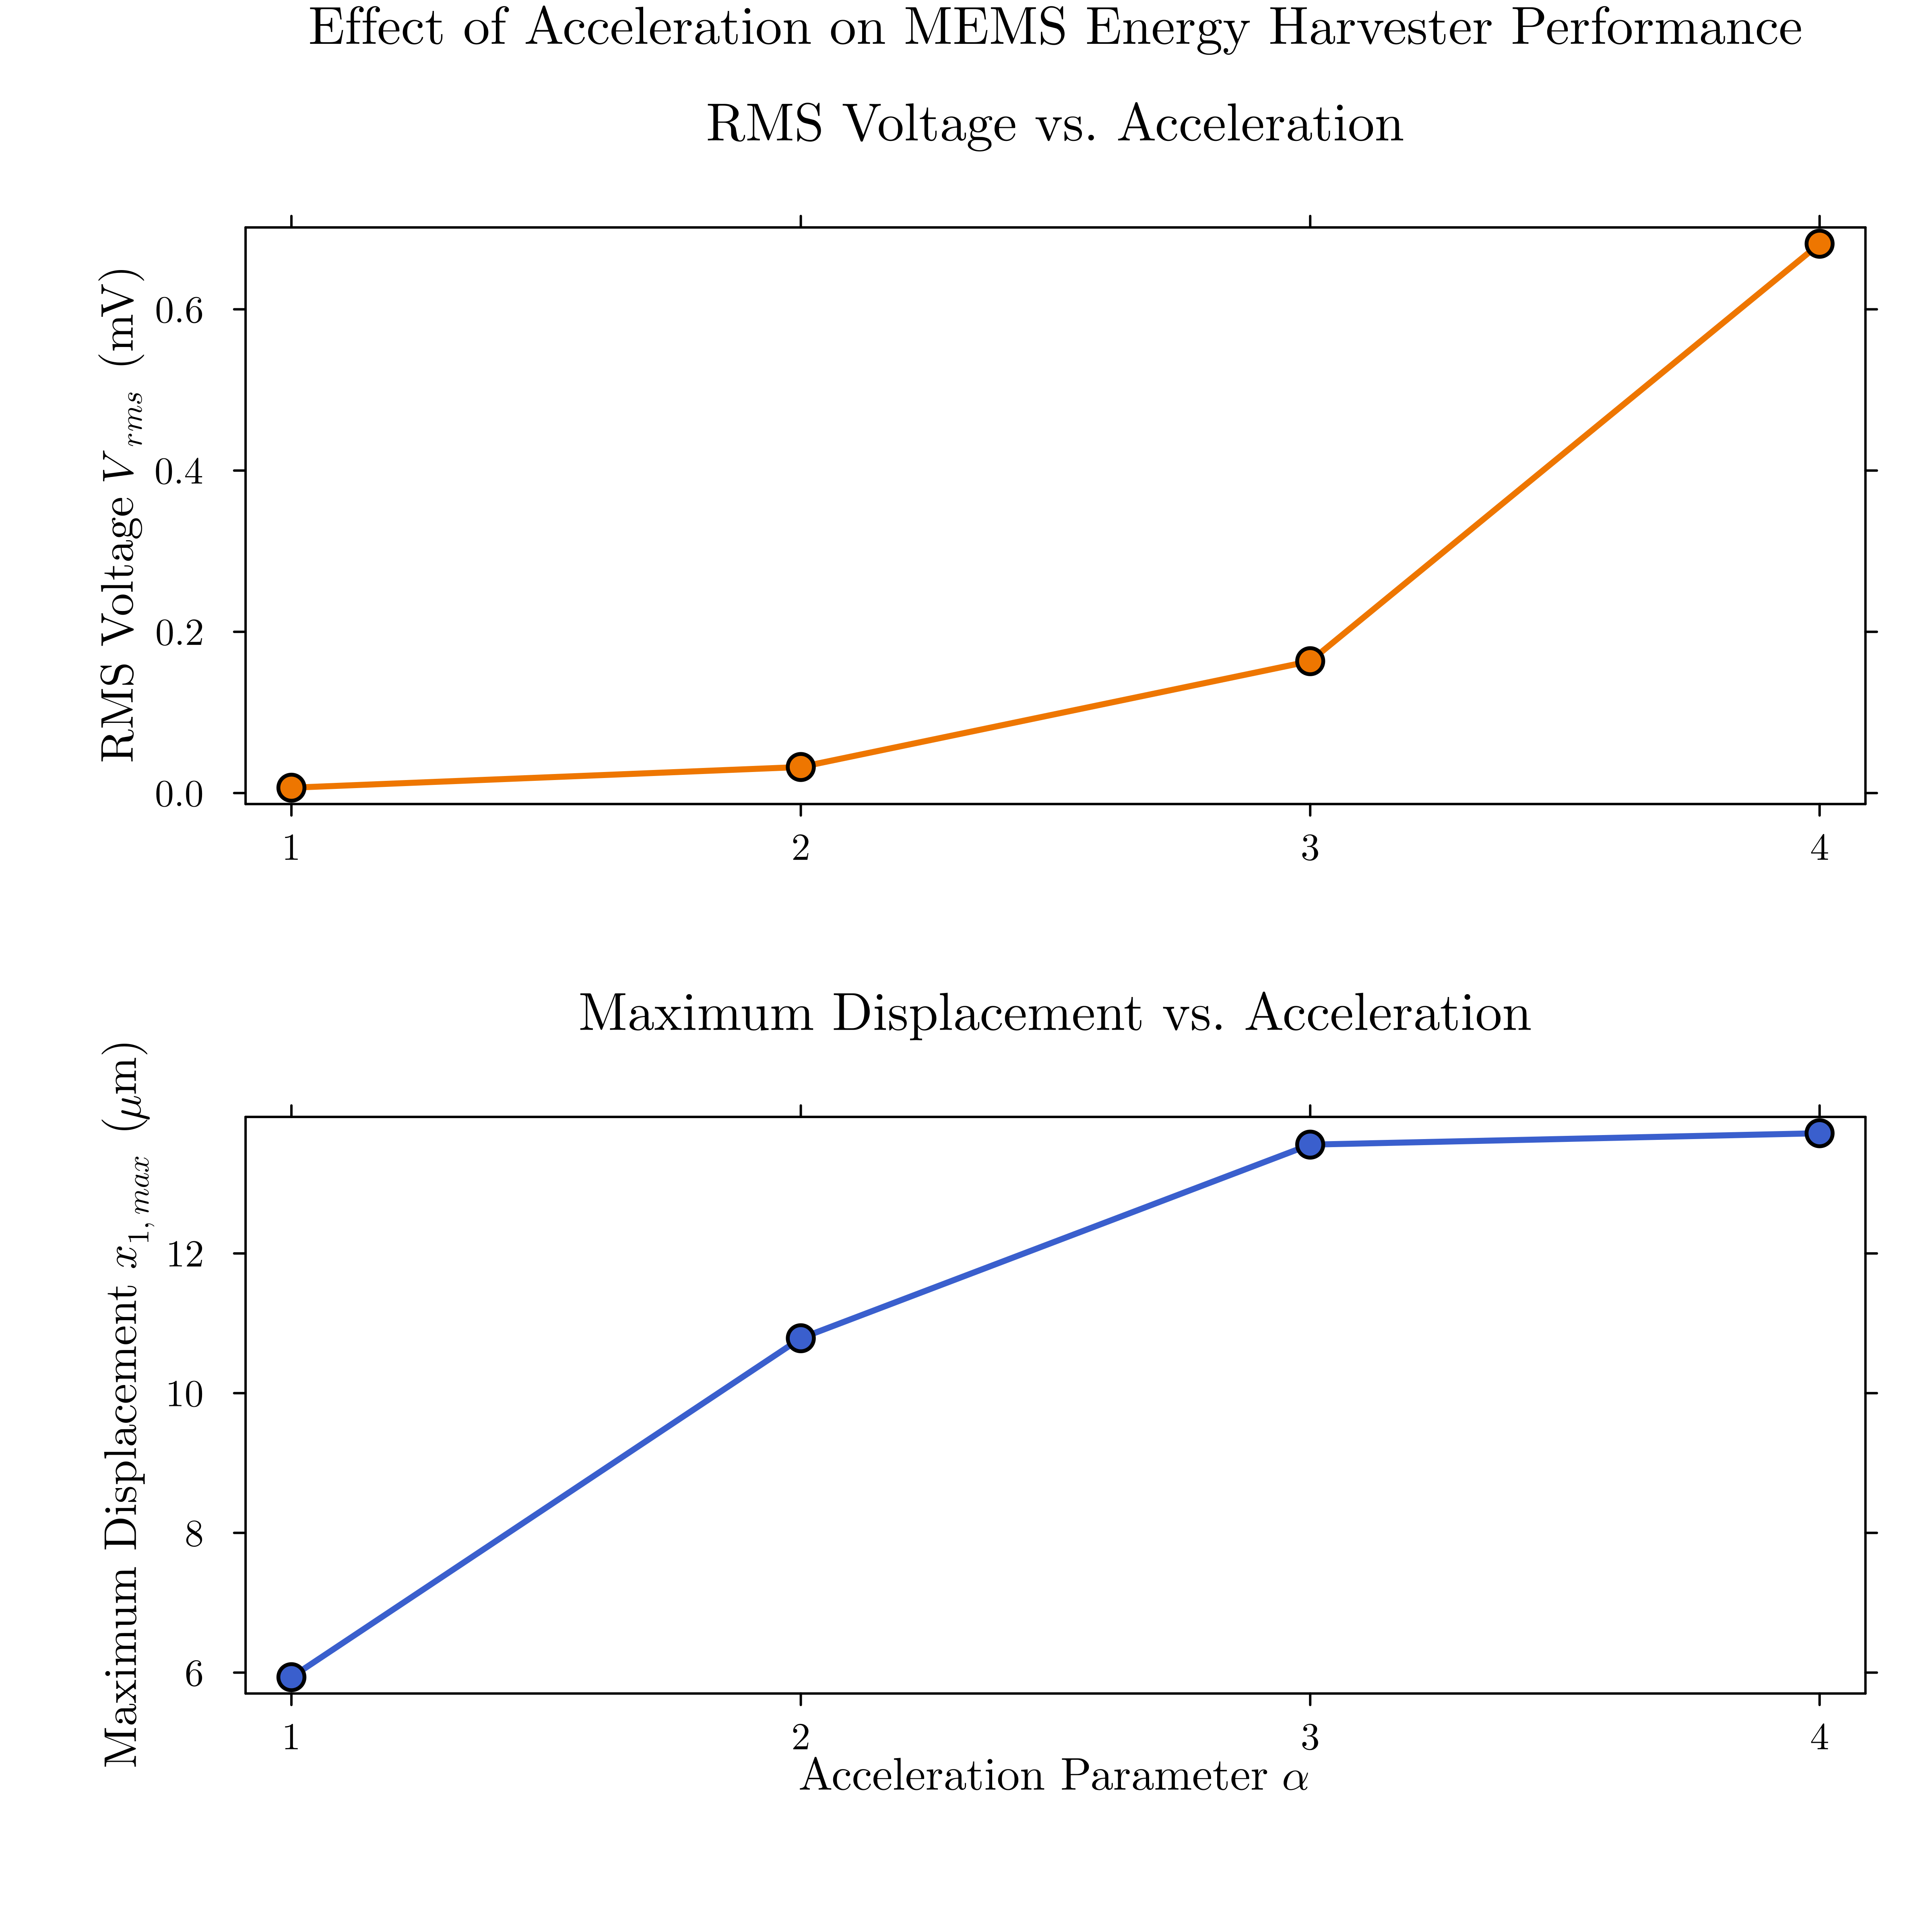 Effect of Acceleration on MEMS Energy Harvester Performance
RMS Voltage vs. Acceleration
RMS Voltage V rms (mV)
0.6
0.4
0.2
0.0
1 2 3 4
Maximum Displacement vs. Acceleration
Maximum Displacement x1, max (μm)
12
10
8
6
1 2 3 4
Acceleration Parameter α